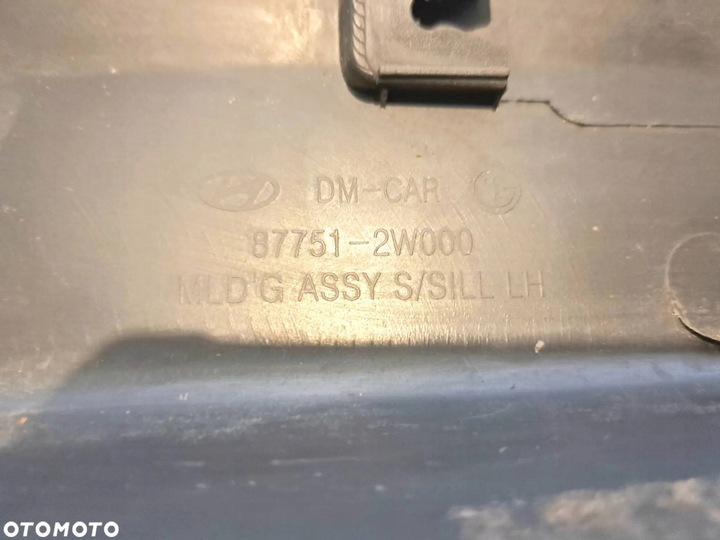 DM-CAR
87751-2W000
MLD'G ASSY S/SILL LH
OTOMOTO